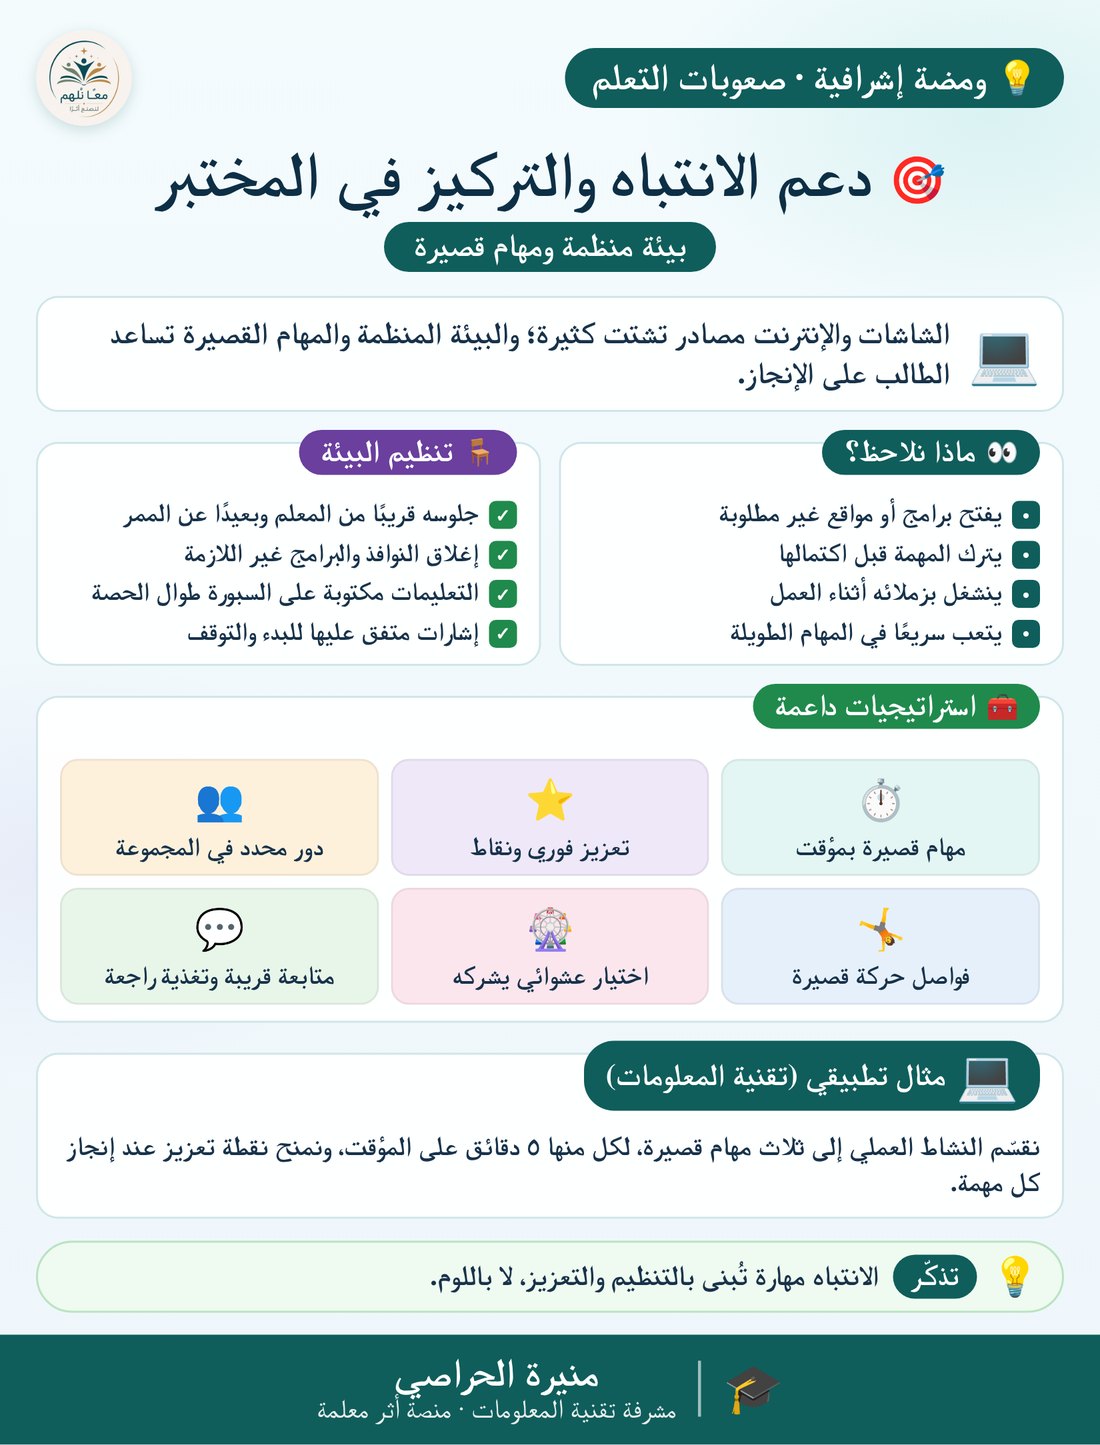 ومضة إشرافية · صعوبات التعلم
معًا نُلهم
لنصنع أثرًا
دعم الانتباه والتركيز في المختبر
بيئة منظمة ومهام قصيرة
الشاشات والإنترنت مصادر تشتت كثيرة؛ والبيئة المنظمة والمهام القصيرة تساعد
الطالب على الإنجاز.
ماذا نلاحظ؟
يفتح برامج أو مواقع غير مطلوبة
يترك المهمة قبل اكتمالها
ينشغل بزملائه أثناء العمل
يتعب سريعًا في المهام الطويلة
تنظيم البيئة
جلوسه قريبًا من المعلم وبعيدًا عن الممر
إغلاق النوافذ والبرامج غير اللازمة
التعليمات مكتوبة على السبورة طوال الحصة
إشارات متفق عليها للبدء والتوقف
استراتيجيات داعمة
مهام قصيرة بمؤقت
تعزيز فوري ونقاط
دور محدد في المجموعة
فواصل حركة قصيرة
اختيار عشوائي يشركه
متابعة قريبة وتغذية راجعة
مثال تطبيقي (تقنية المعلومات)
نقسّم النشاط العملي إلى ثلاث مهام قصيرة، لكل منها ٥ دقائق على المؤقت، ونمنح نقطة تعزيز عند إنجاز
كل مهمة.
تذكّر
الانتباه مهارة تُبنى بالتنظيم والتعزيز، لا باللوم.
منيرة الحراصي
مشرفة تقنية المعلومات · منصة أثر معلمة